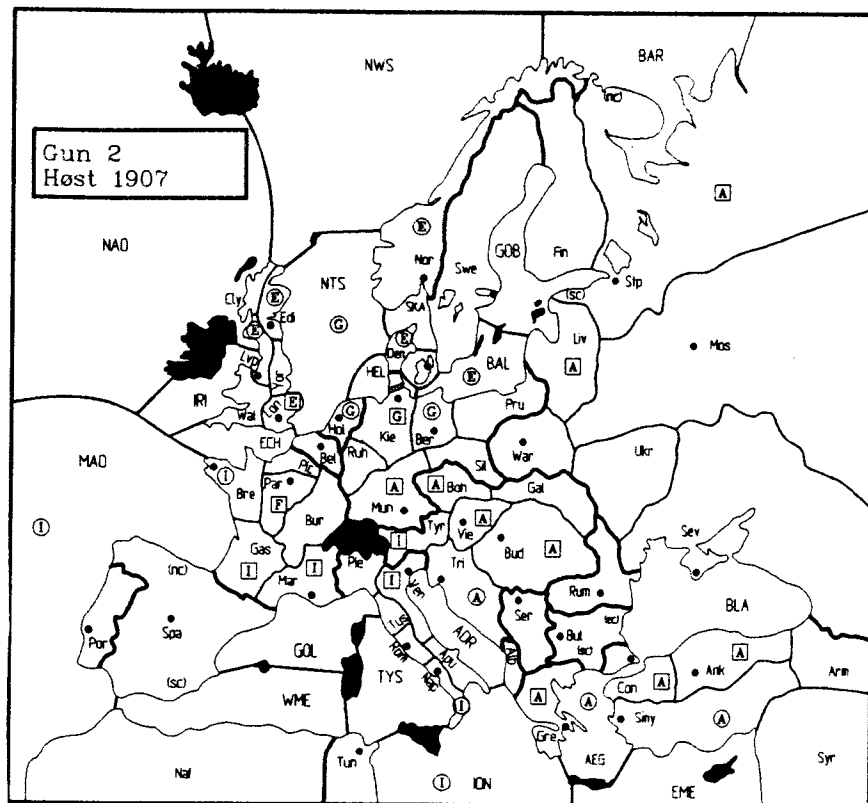 NWS
BAR
(nc)
Gun 2
Høst 1907
A
NAO
E
Nor
Swe
GOB
Fin
Stp
(sc)
NTS
Cly
E
Edi
G
SKA
E
Den
E
Lvp
Yor
HEL
BAL
E
Liv
A
Mos
IRI
Wal
Lon
E
Hol
G
Kie
G
G
Ber
Pru
War
Ukr
ECH
Bel
Ruh
Sil
MAO
I
Bre
Pic
Par
F
Bur
A
Mun
A
Boh
Gal
I
Gas
I
Mar
I
Pie
I
Tyr
Vie
A
Bud
A
Sev
(nc)
I
Ven
Tri
A
Rum
BLA
Por
Spa
(sc)
GOL
Tus
Rom
ADR
Apu
Alb
Ser
But
(ec)
(sc)
Ank
A
Arm
WME
TYS
Nap
I
A
Gre
A
Con
A
Smy
A
Naf
Tun
I
ION
AEG
EME
Syr